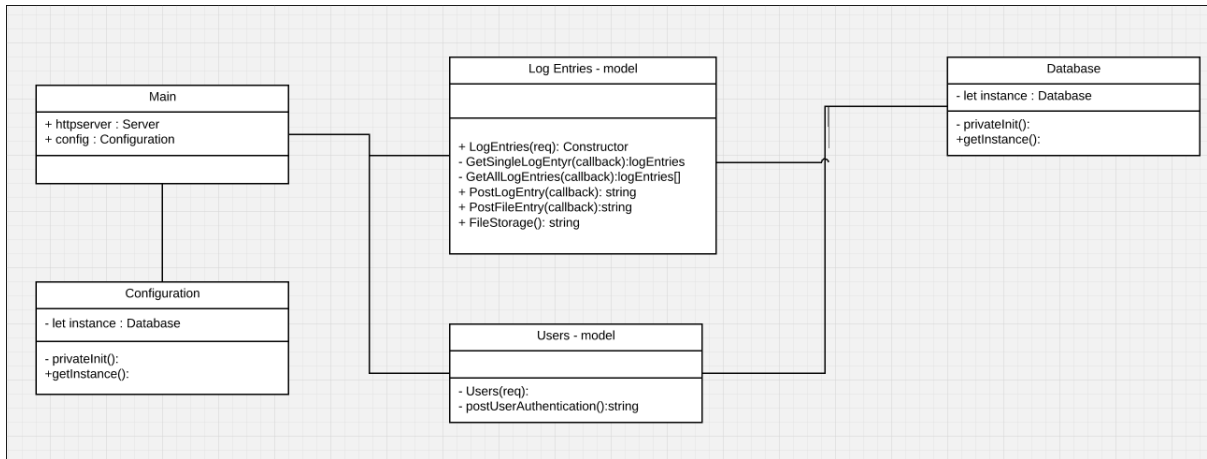 Main
+ httpserver : Server
+ config : Configuration
Configuration
- let instance : Database
- privateInit():
+getInstance():
Log Entries - model
+ LogEntries(req): Constructor
- GetSingleLogEntyr(callback):logEntries
- GetAllLogEntries(callback):logEntries[]
+ PostLogEntry(callback): string
+ PostFileEntry(callback):string
+ FileStorage(): string
Users - model
- Users(req):
- postUserAuthentication():string
Database
- let instance : Database
- privateInit():
+getInstance():